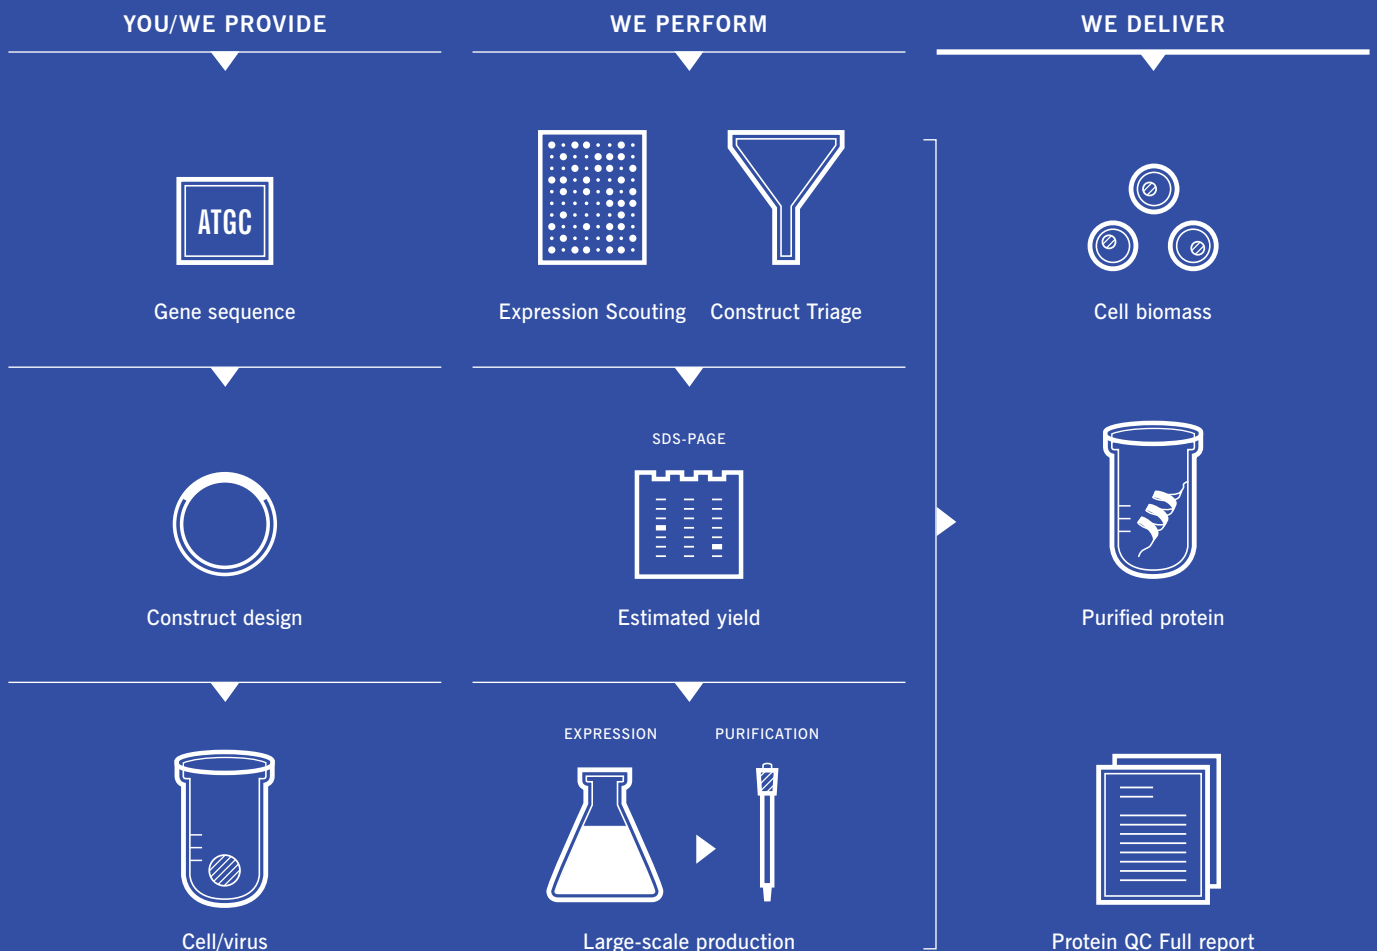 YOU/WE PROVIDE
ATGC
Gene sequence
Construct design
Cell/virus
WE PERFORM
Expression Scouting
Construct Triage
SDS-PAGE
Estimated yield
EXPRESSION
PURIFICATION
Large-scale production
WE DELIVER
Cell biomass
Purified protein
Protein QC Full report